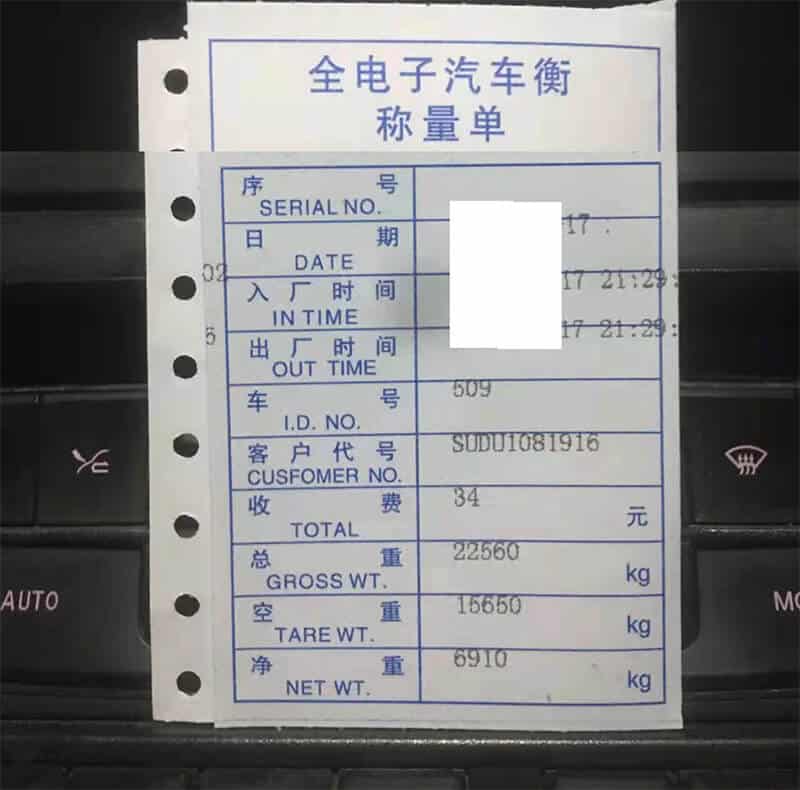 全电子汽车衡
称量单
序 号
SERIAL NO.
日 期
17
DATE
02
入 厂 时 间
17 21:29:
IN TIME
出 厂 时 间
17 21:29:
OUT TIME
车 号
509
I.D. NO.
客 户 代 号
SUDU1081916
CUSFOMER NO.
收 费
34
元
TOTAL
总 重
22560
GROSS WT.
kg
空 重
15650
TARE WT.
kg
净 重
6910
NET WT.
kg
AUTO